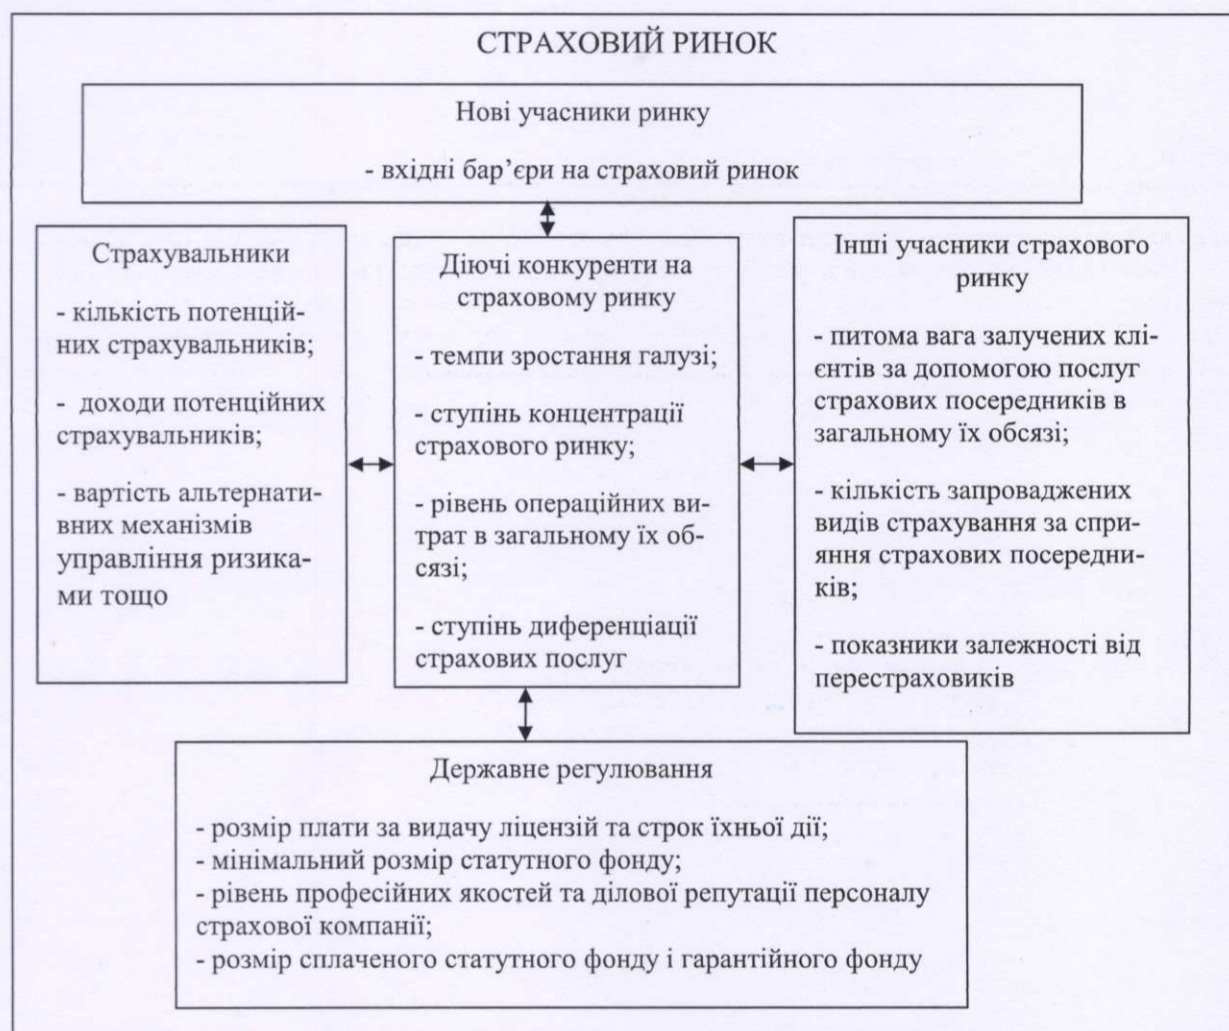 СТРАХОВИЙ РИНОК
Нові учасники ринку
- вхідні бар’єри на страховий ринок
Страхувальники
- кількість потенцій-
них страхувальників;
- доходи потенційних
страхувальників;
- вартість альтернати-
вних механізмів
управління ризика-
ми тощо
Діючі конкуренти на
страховому ринку
- темпи зростання галузі;
- ступінь концентрації
страхового ринку;
- рівень операційних ви-
трат в загальному їх об-
сязі;
- ступінь диференціації
страхових послуг
Інші учасники страхового
ринку
- питома вага залучених клі-
єнтів за допомогою послуг
страхових посередників в
загальному їх обсязі;
- кількість запроваджених
видів страхування за спри-
яння страхових посередни-
ків;
- показники залежності від
перестраховиків
Державне регулювання
- розмір плати за видачу ліцензій та строк їхньої дії;
- мінімальний розмір статутного фонду;
- рівень професійних якостей та ділової репутації персоналу
страхової компанії;
- розмір сплаченого статутного фонду і гарантійного фонду